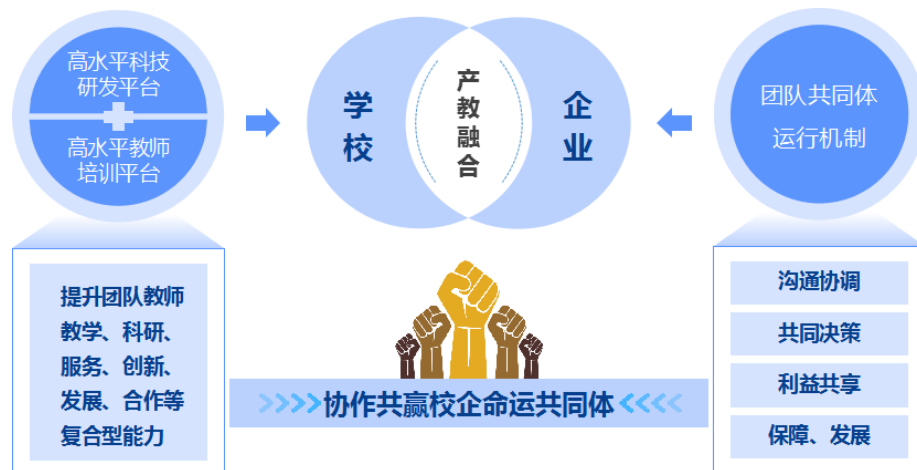 高水平科技
研发平台
高水平教师
培训平台
学校
产教融合
企业
团队共同体
运行机制
提升团队教师
教学、科研、
服务、创新、
发展、合作等
复合型能力
沟通协调
共同决策
利益共享
保障、发展
>>>>协作共赢校企命运共同体<<<<